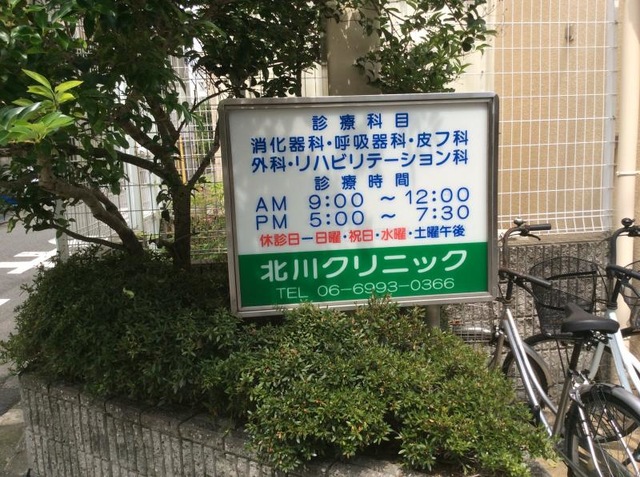 診療科目
消化器科・呼吸器科・皮フ科
外科・リハビリテーション科
診療時間
AM 9:00 ～ 12:00
PM 5:00 ～ 7:30
休診日ー日曜・祝日・水曜・土曜午後
北川クリニック
TEL 06-6993-0366